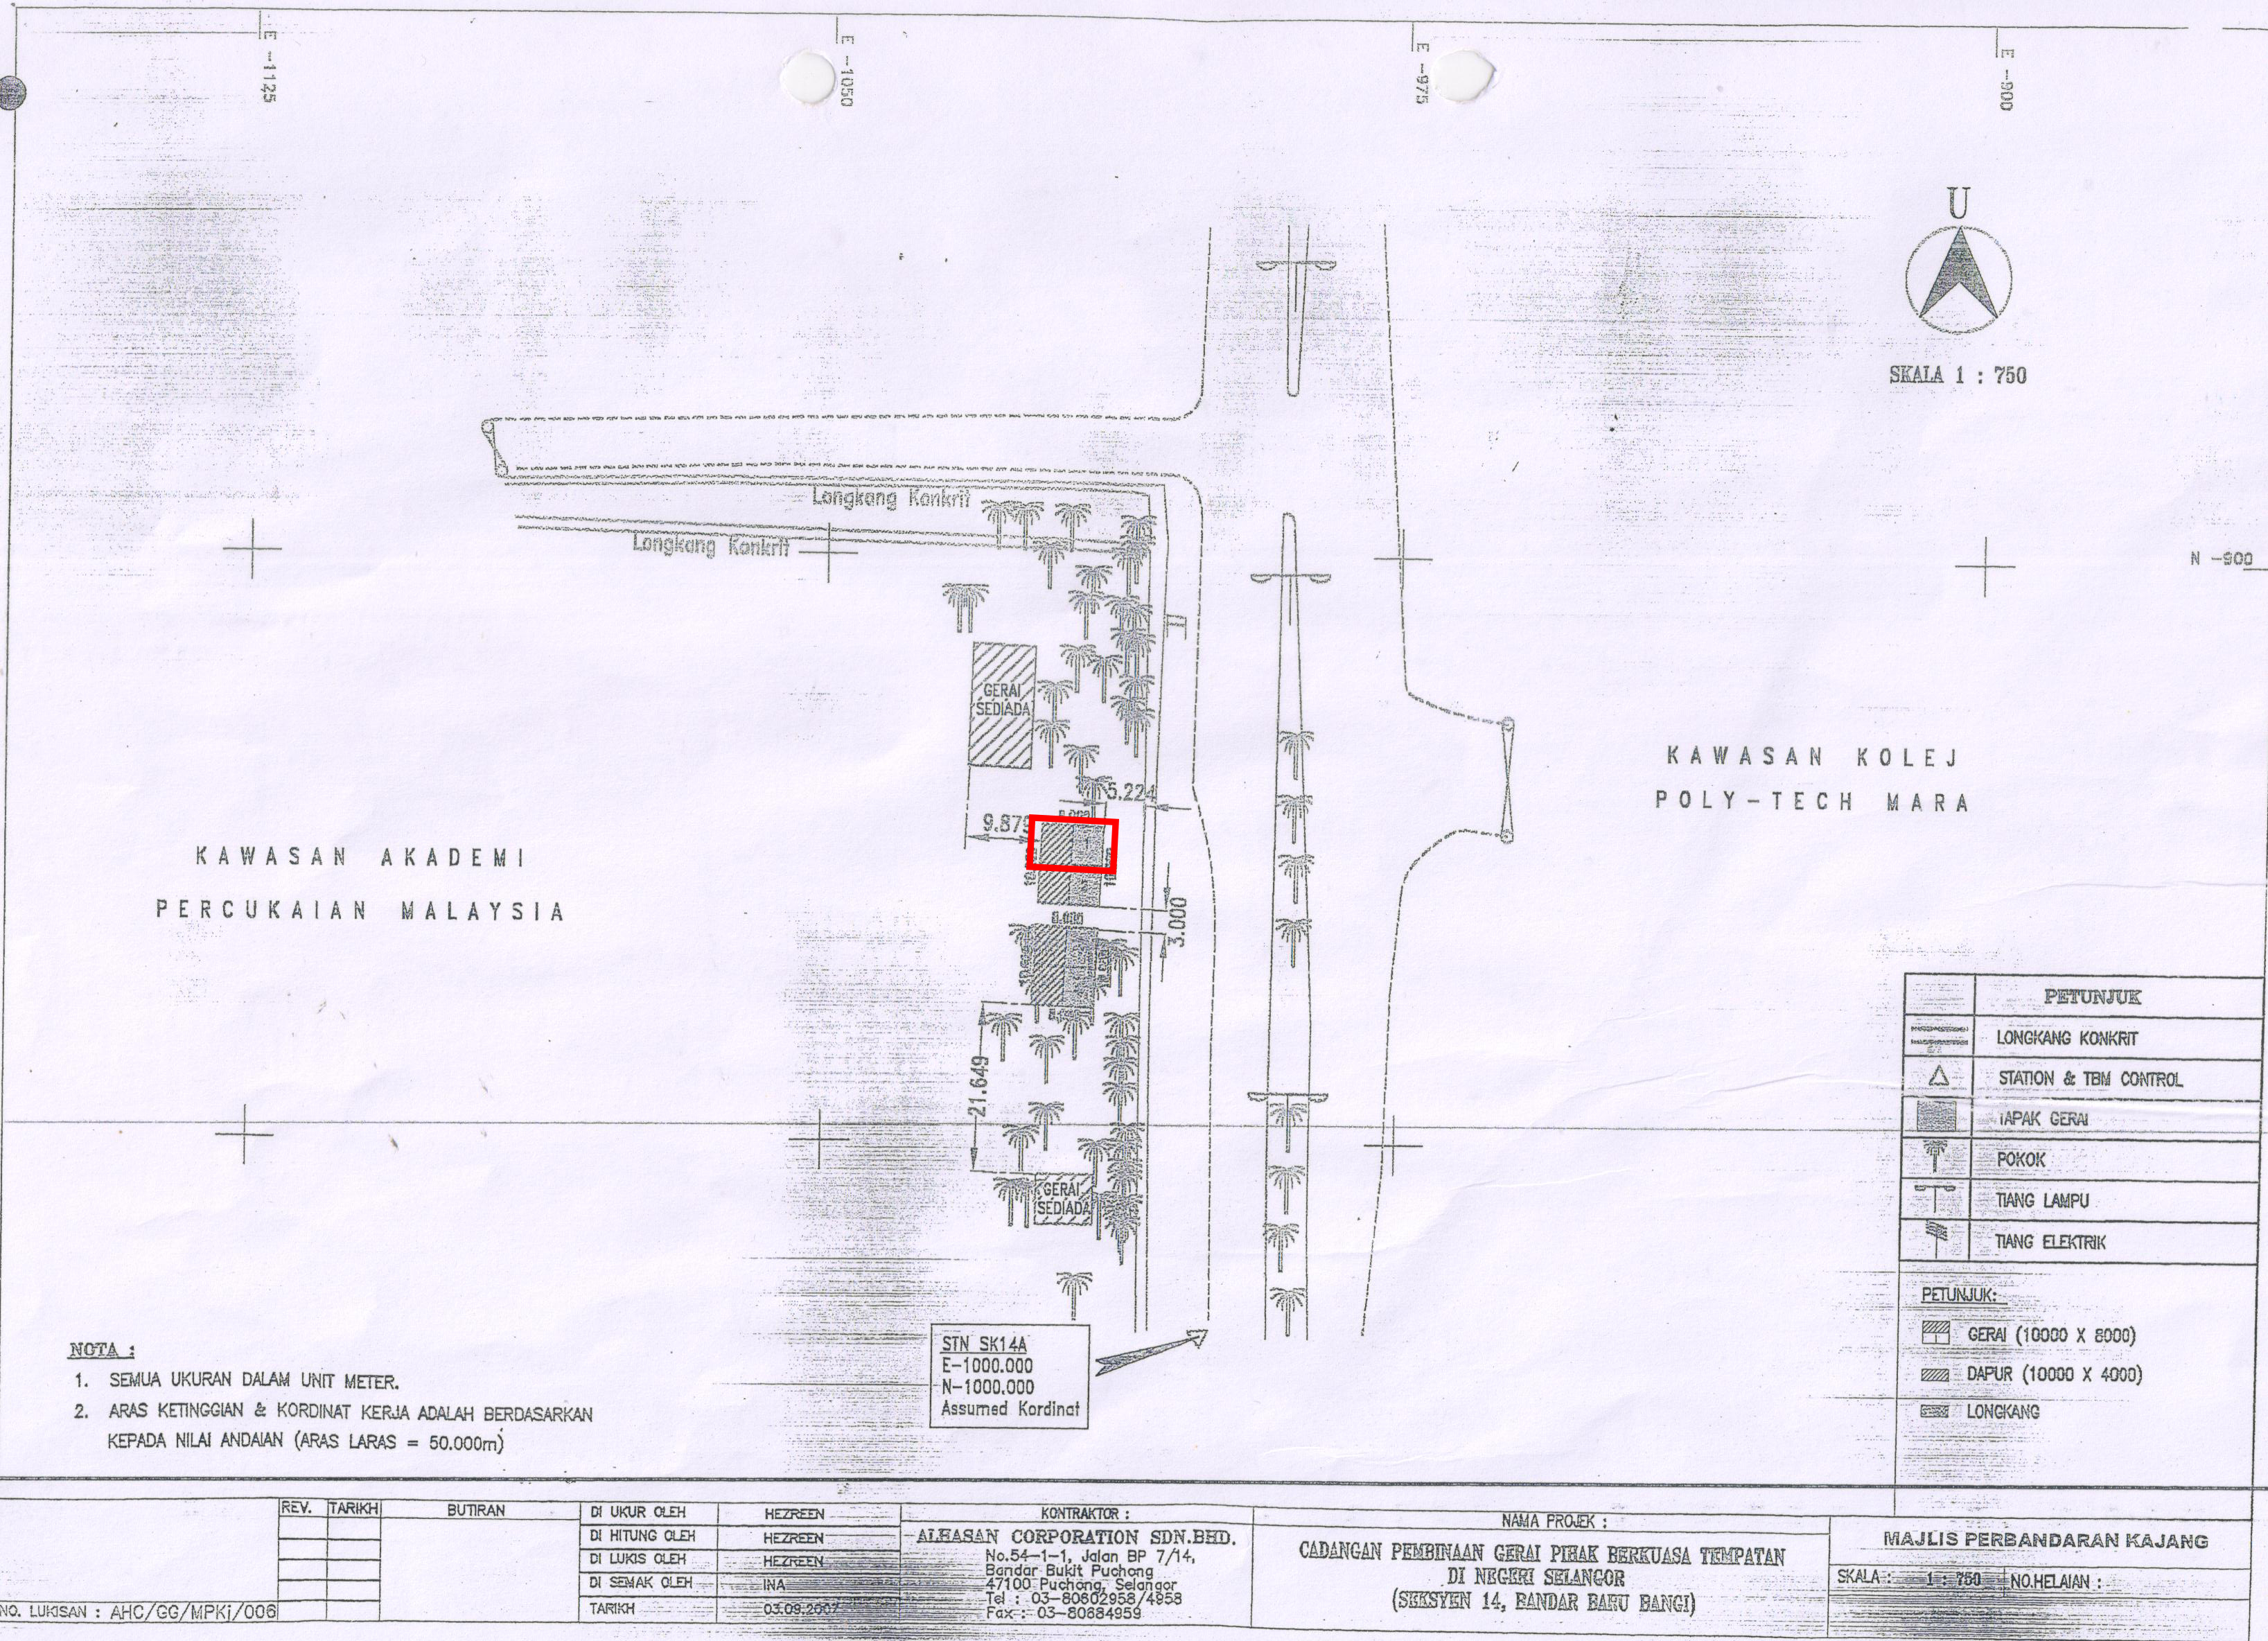 E -1125
E -1050
E -975
E -900
U
SKALA 1 : 750
Longkang Konkrit
Longkang Konkrit
N -900
GERAI
SEDIADA
5.224
9.879
KAWASAN KOLEJ
POLY-TECH MARA
KAWASAN AKADEMI
PERCUKAIAN MALAYSIA
3.000
8.000
21.649
GERAI
SEDIADA
PETUNJUK
LONGKANG KONKRIT
STATION & TBM CONTROL
TAPAK GERAI
POKOK
TIANG LAMPU
TIANG ELEKTRIK
PETUNJUK:
GERAI (10000 X 8000)
DAPUR (10000 X 4000)
LONGKANG
STN SK14A
E-1000.000
N-1000.000
Assumed Kordinat
NOTA :
1. SEMUA UKURAN DALAM UNIT METER.
2. ARAS KETINGGIAN & KORDINAT KERJA ADALAH BERDASARKAN
KEPADA NILAI ANDAIAN (ARAS LARAS = 50.000m)
REV. TARIKH BUTIRAN
NO. LUKISAN : AHC/GG/MPKj/006
DI UKUR OLEH HEZREEN
DI HITUNG OLEH HEZREEN
DI LUKIS OLEH HEZREEN
DI SEMAK OLEH INA
TARIKH 03.09.2007
KONTRAKTOR :
ALHASAN CORPORATION SDN.BHD.
No.54-1-1, Jalan BP 7/14,
Bandar Bukit Puchong
47100 Puchong, Selangor
Tel : 03-80602958/4958
Fax : 03-80684959
NAMA PROJEK :
CADANGAN PEMBINAAN GERAI PIHAK BERKUASA TEMPATAN
DI NEGERI SELANGOR
(SEKSYEN 14, BANDAR BARU BANGI)
MAJLIS PERBANDARAN KAJANG
SKALA : 1 : 750 NO.HELAIAN :